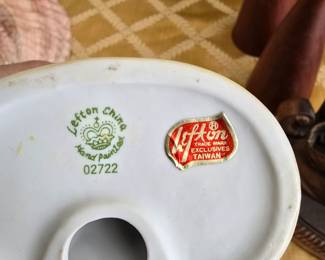 Lefton China
Hand Painted
02722
Lefton ®
TRADE MARK
EXCLUSIVES
TAIWAN